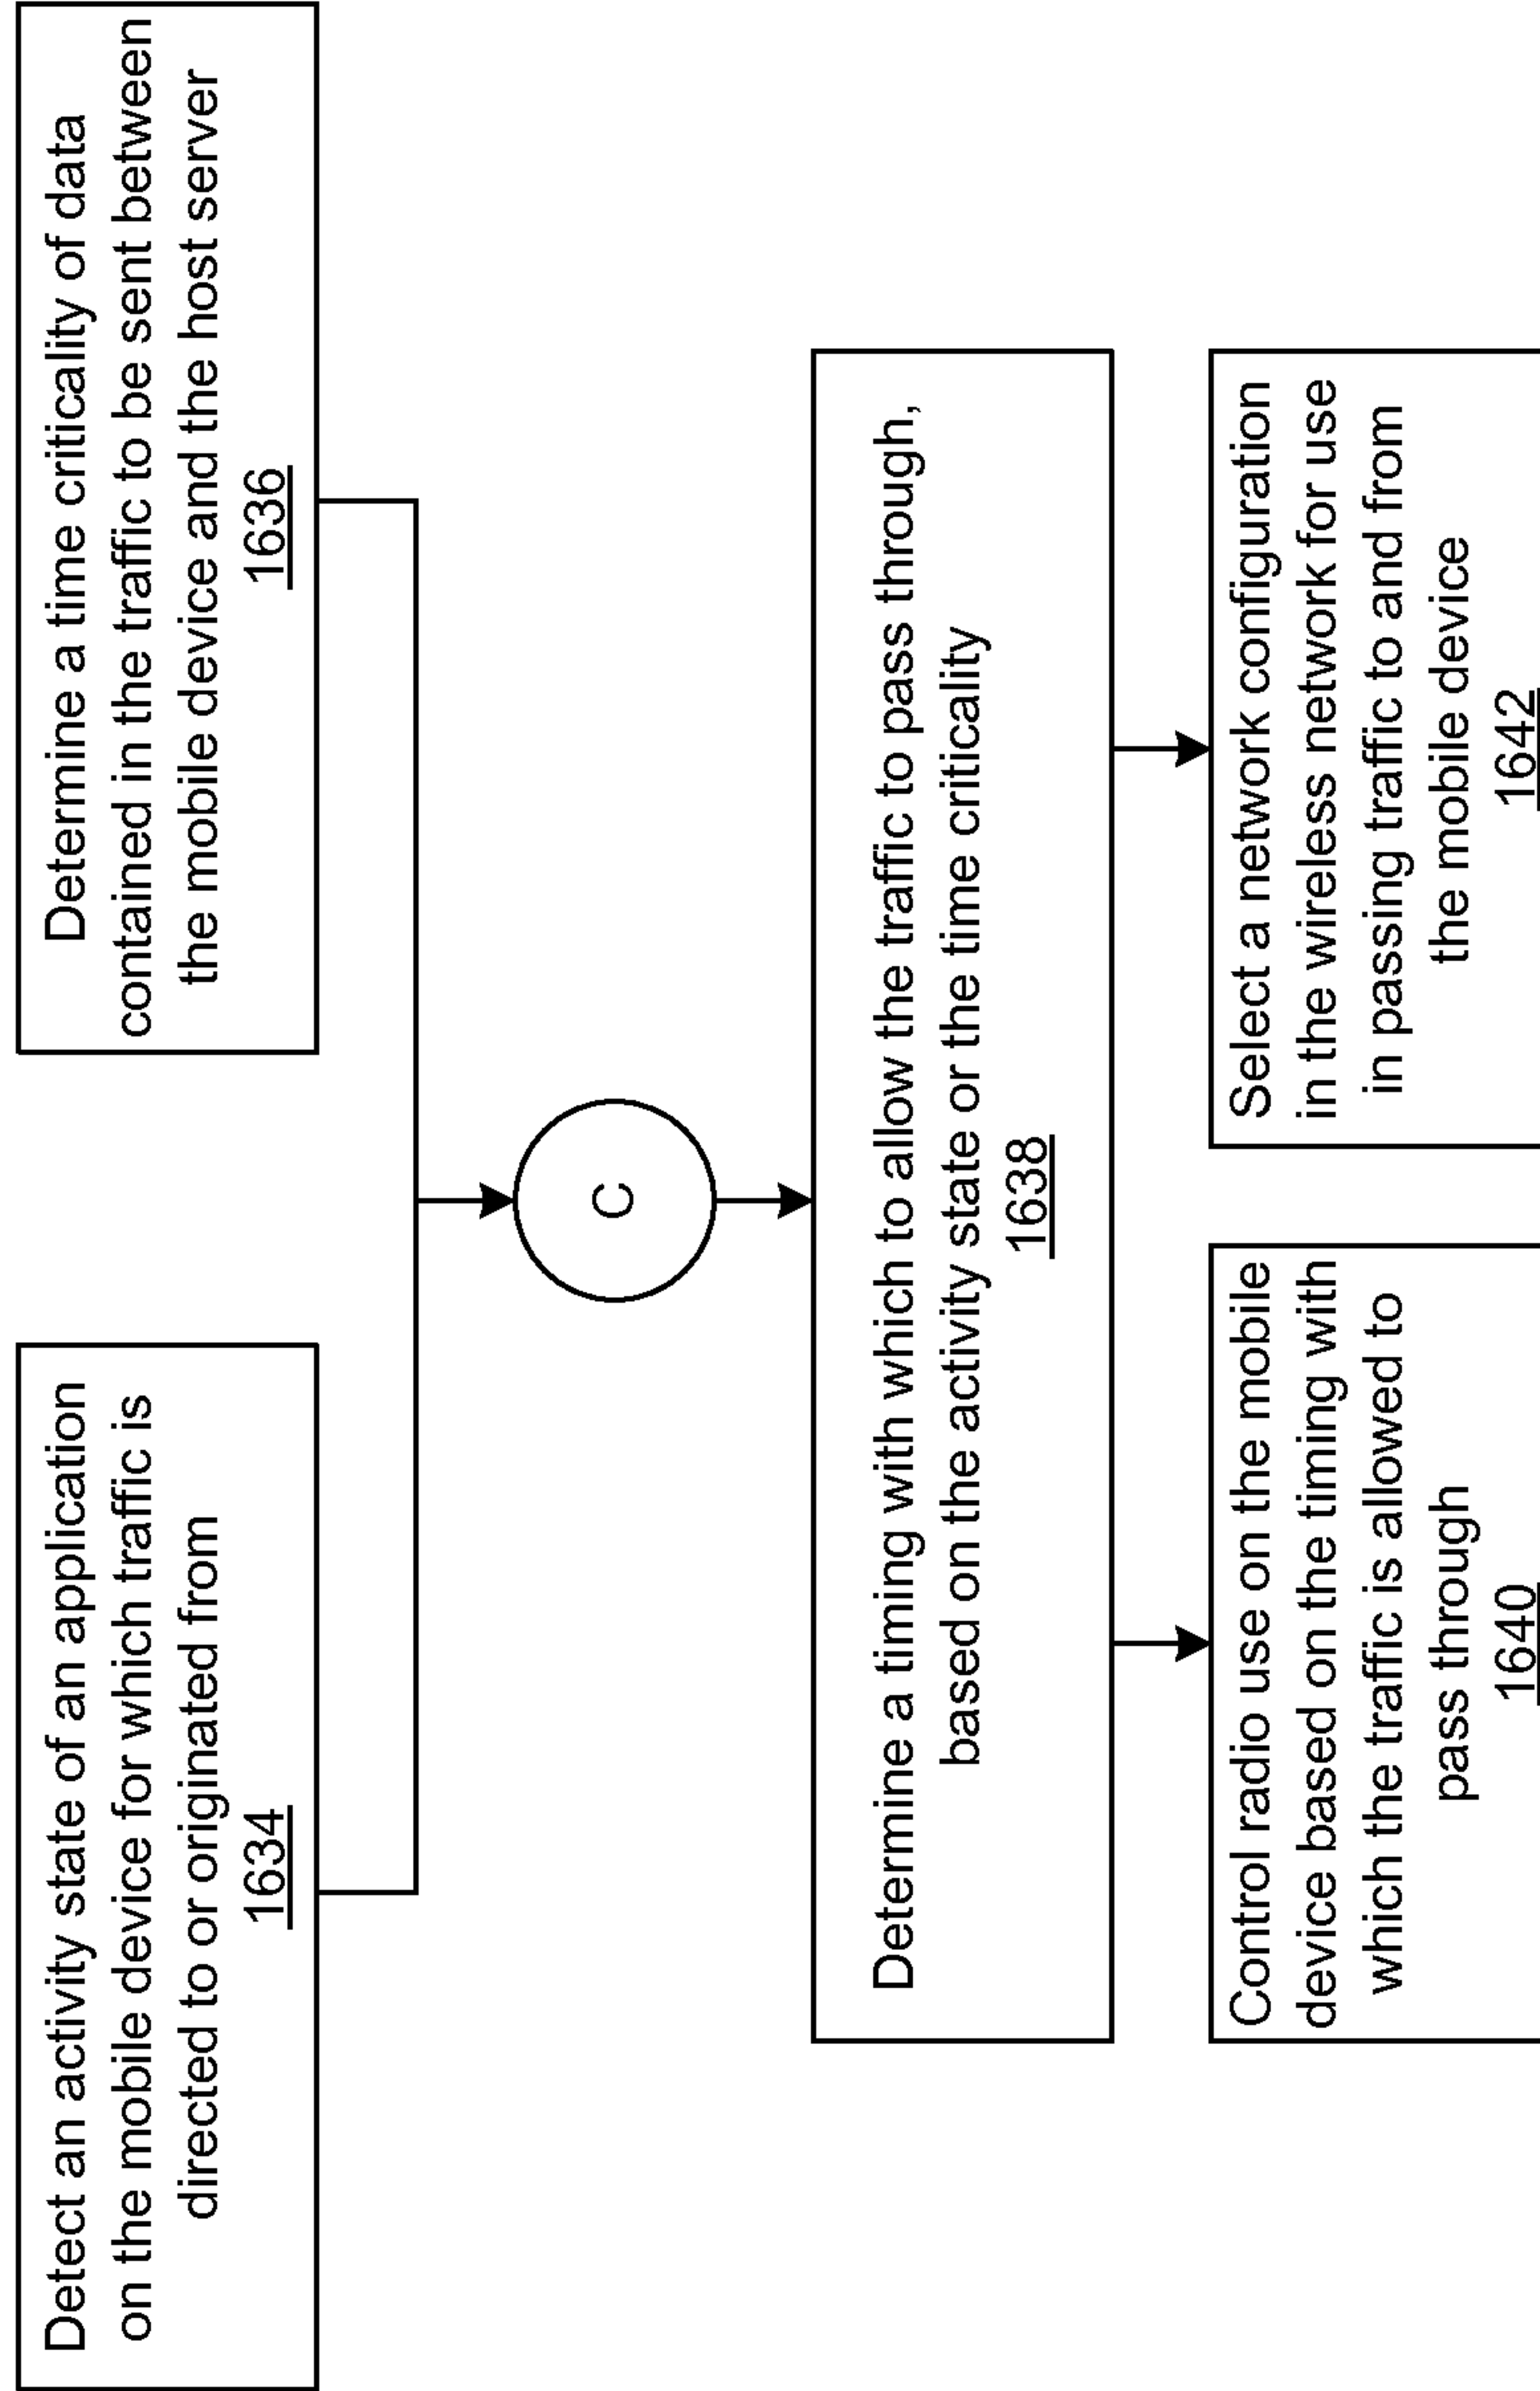 Detect an activity state of an application
on the mobile device for which traffic is
directed to or originated from
1634
Determine a time criticality of data
contained in the traffic to be sent between
the mobile device and the host server
1636
C
Determine a timing with which to allow the traffic to pass through,
based on the activity state or the time criticality
1638
Control radio use on the mobile
device based on the timing with
which the traffic is allowed to
pass through
1640
Select a network configuration
in the wireless network for use
in passing traffic to and from
the mobile device
1642